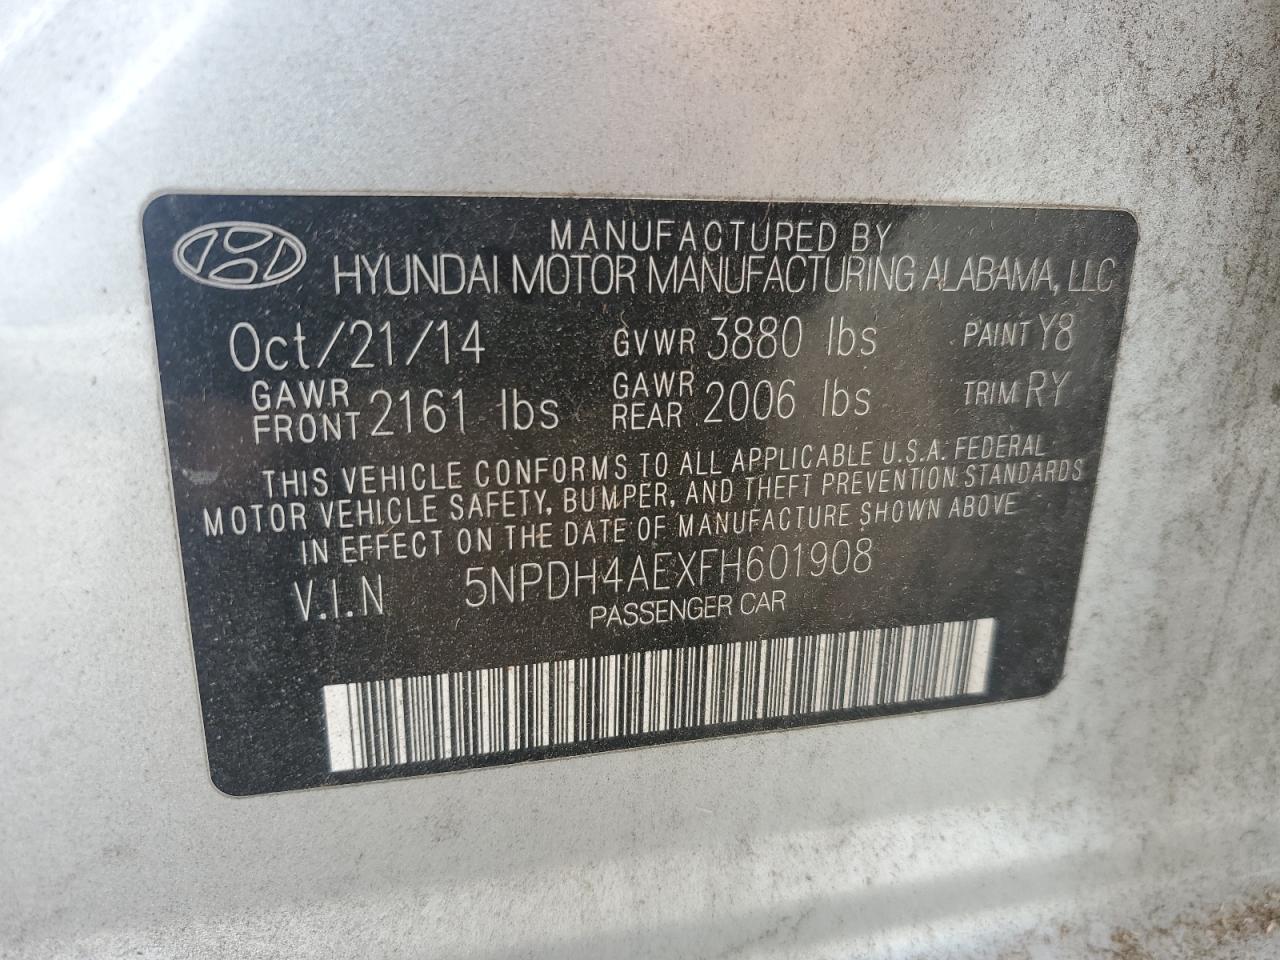 MANUFACTURED BY
HYUNDAI MOTOR MANUFACTURING ALABAMA, LLC
Oct/21/14 GVWR 3880 lbs PAINT Y8
GAWR FRONT 2161 lbs GAWR REAR 2006 lbs TRIM RY
THIS VEHICLE CONFORMS TO ALL APPLICABLE U.S.A. FEDERAL
MOTOR VEHICLE SAFETY, BUMPER, AND THEFT PREVENTION STANDARDS
IN EFFECT ON THE DATE OF MANUFACTURE SHOWN ABOVE
V.I.N 5NPDH4AEXFH601908
PASSENGER CAR